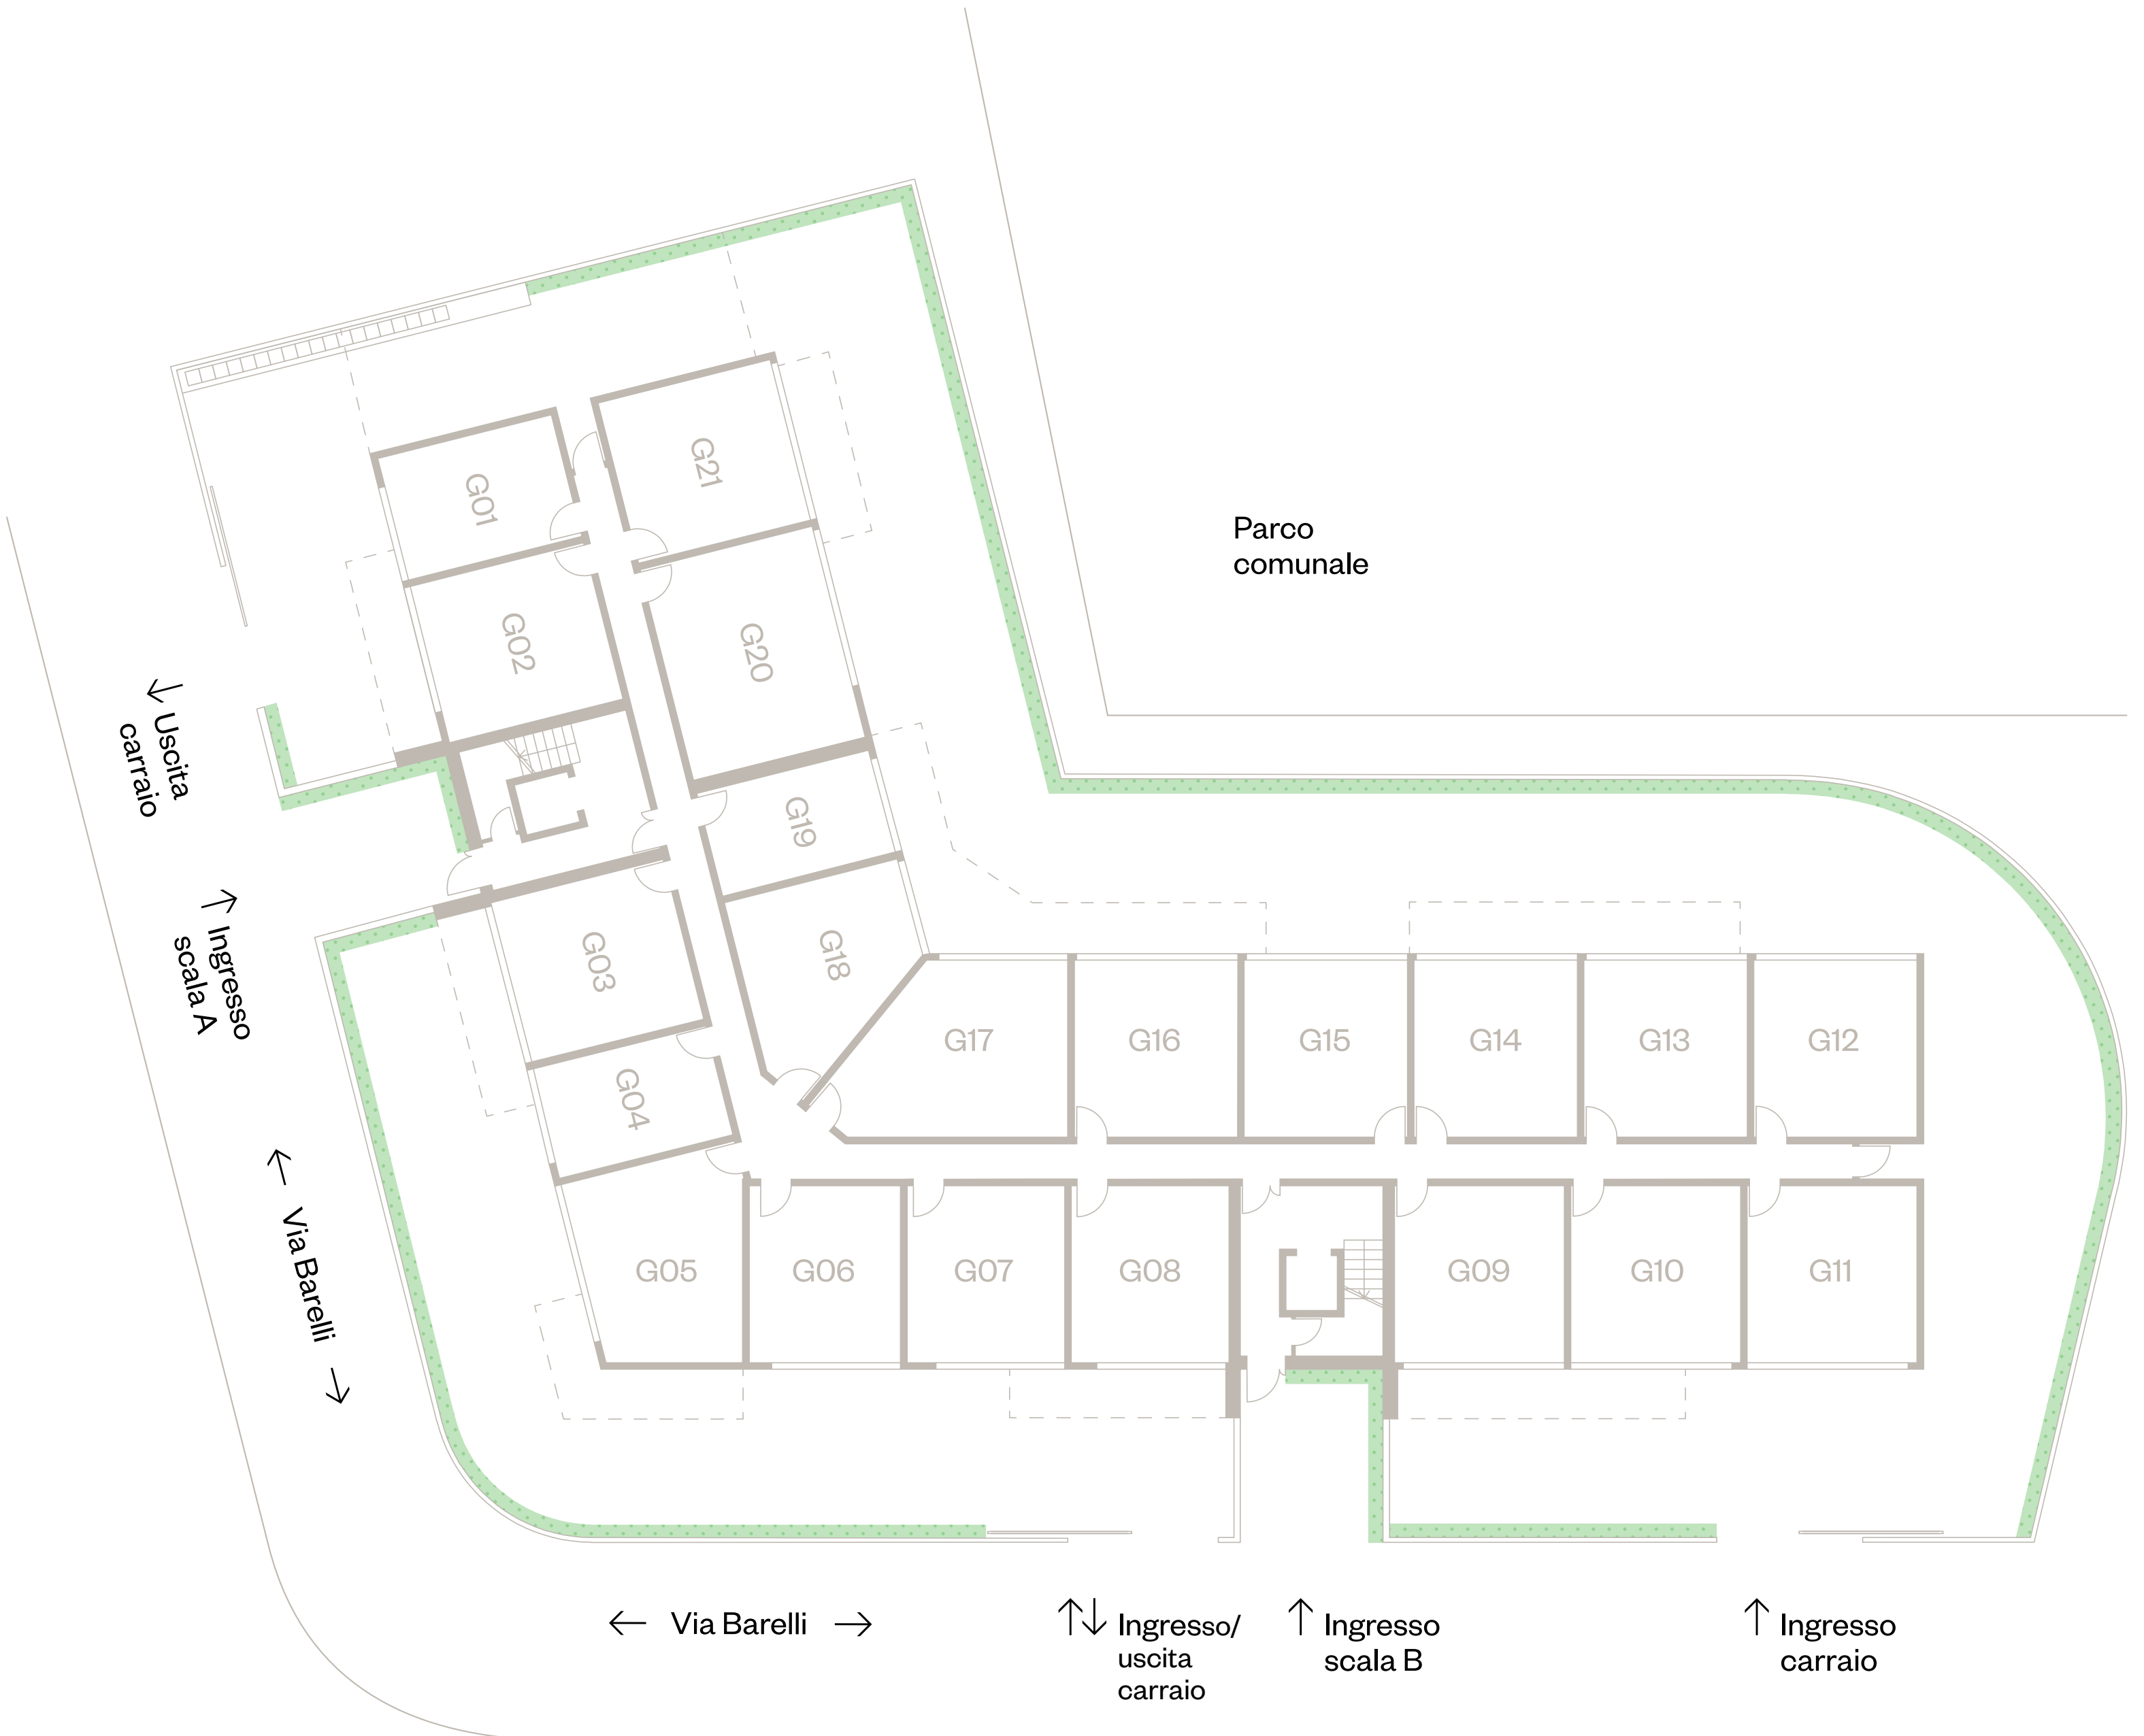 G21
G01
Parco
comunale
G02
G20
Uscita
carraio
G19
Ingresso
scala A
G03
G18
G17
G16
G15
G14
G13
G12
G04
Via Barelli
G05
G06
G07
G08
G09
G10
G11
Via Barelli
Ingresso/
uscita
carraio
Ingresso
scala B
Ingresso
carraio